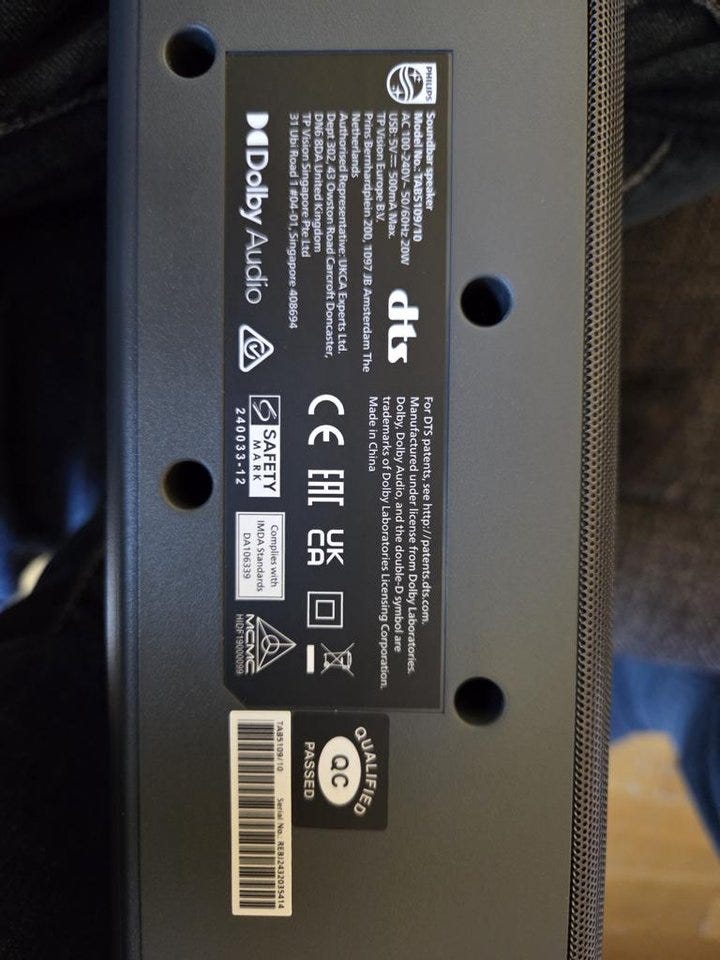 PHILIPS
Soundbar speaker
Model No.: TAB5109/10
AC 100-240V~ 50/60Hz 20W
USB: 5V⎓ 500mA Max.
TP Vision Europe B.V.
Prins Bernhardplein 200, 1097 JB Amsterdam The
Netherlands
Authorised Representative: UKCA Experts Ltd.
Dept 302, 43 Owston Road Carcroft Doncaster,
DN6 8DA United Kingdom
TP Vision Singapore Pte Ltd
31 Ubi Road 1 #04-01, Singapore 408694
Dolby Audio
dts
For DTS patents, see http://patents.dts.com.
Manufactured under license from Dolby Laboratories.
Dolby, Dolby Audio, and the double-D symbol are
trademarks of Dolby Laboratories Licensing Corporation.
Made in China
CE EAC UK
CA
SAFETY
MARK
240033-12
Complies with
IMDA Standards
DA106339
MCMC
HIDF19000099
QUALIFIED
QC
PASSED
TAB5109/10 Serial No.: REBJ2432035414